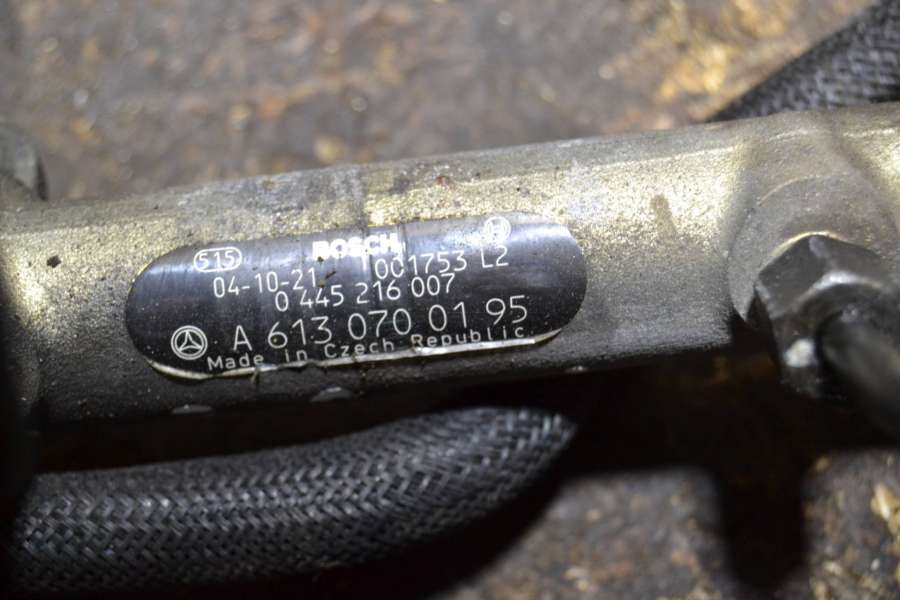 515 BOSCH
04-10-21 001753 L2
0 445 216 007
A 613 070 01 95
Made in Czech Republic